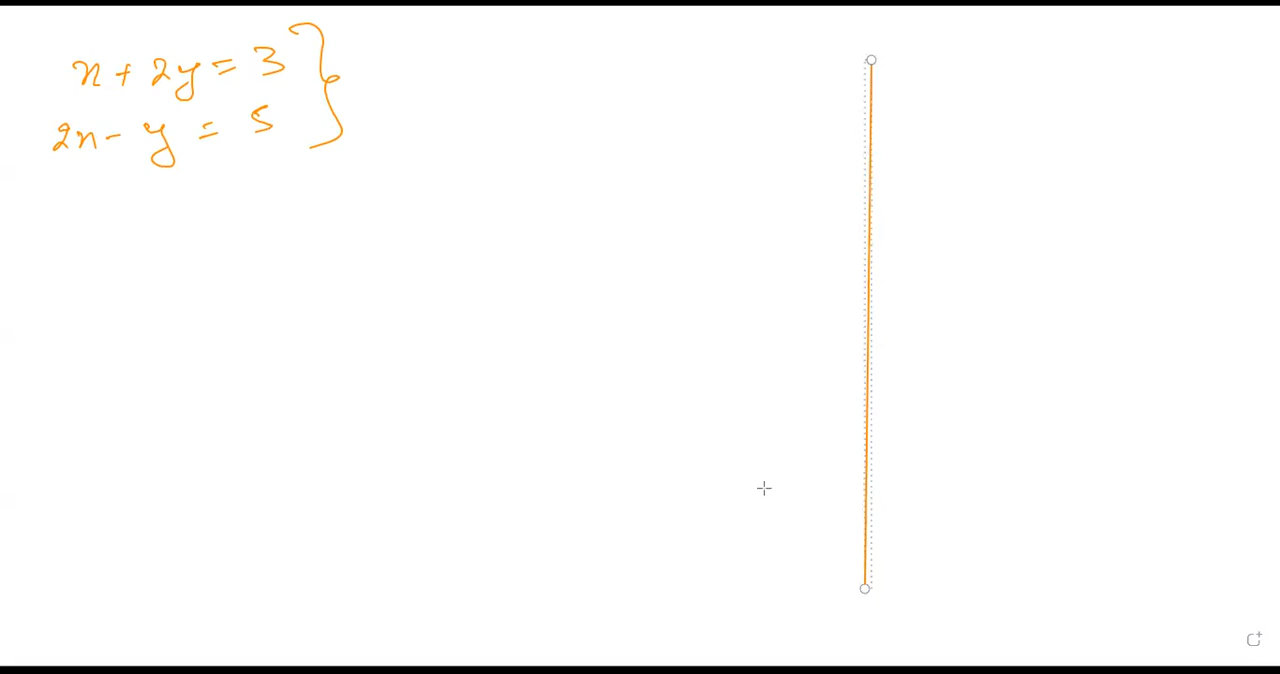 x + 2y = 3
2x - y = 5